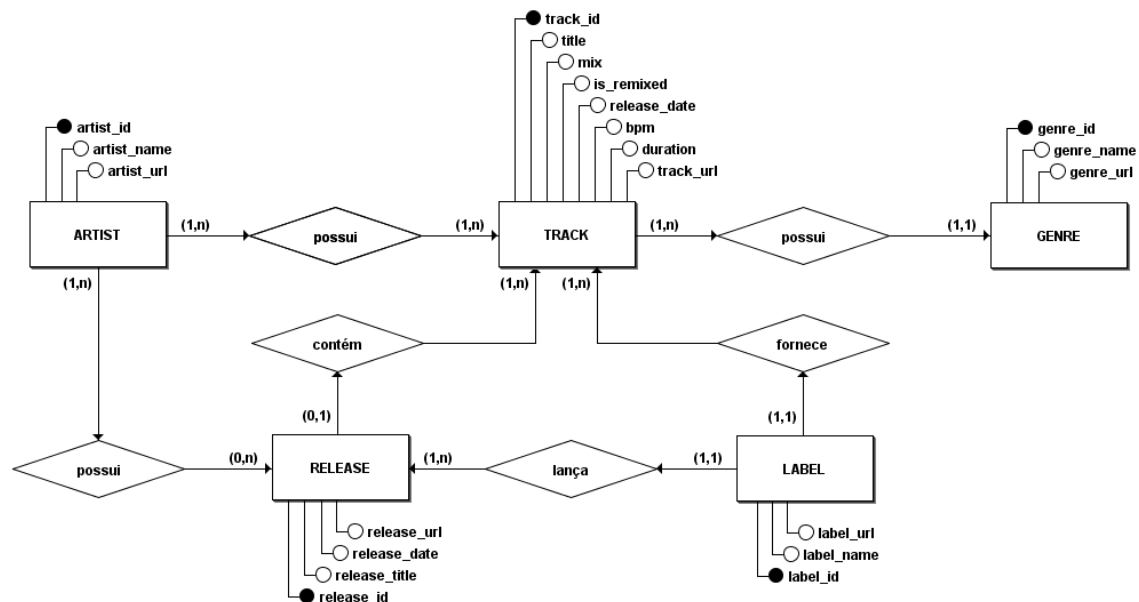 track_id
title
mix
is_remixed
release_date
bpm
duration
track_url
artist_id
artist_name
artist_url
genre_id
genre_name
genre_url
ARTIST
(1,n)
possui
(1,n)
TRACK
(1,n)
possui
(1,1)
GENRE
(1,n)
(1,n)
(1,n)
contém
fornece
(0,1)
(1,1)
possui
(0,n)
RELEASE
(1,n)
lança
(1,1)
LABEL
release_url
release_date
release_title
release_id
label_url
label_name
label_id